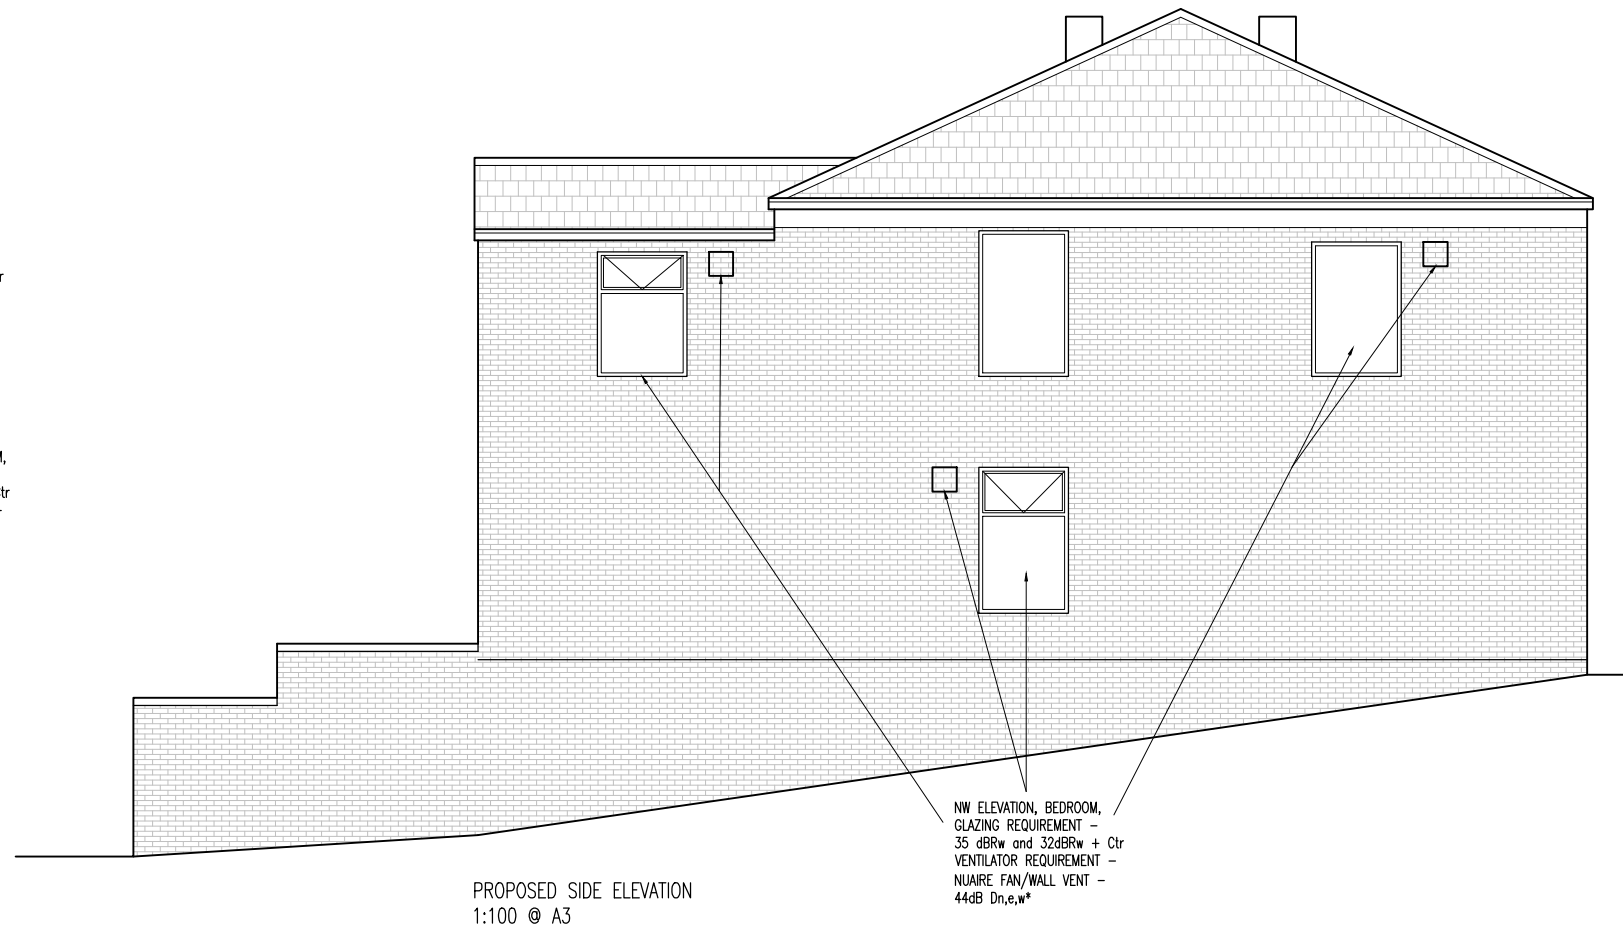 r
,
tr
NW ELEVATION, BEDROOM,
GLAZING REQUIREMENT –
35 dBRw and 32dBRw + Ctr
VENTILATOR REQUIREMENT –
NUAIRE FAN/WALL VENT –
44dB Dn,e,w*
PROPOSED SIDE ELEVATION
1:100 @ A3